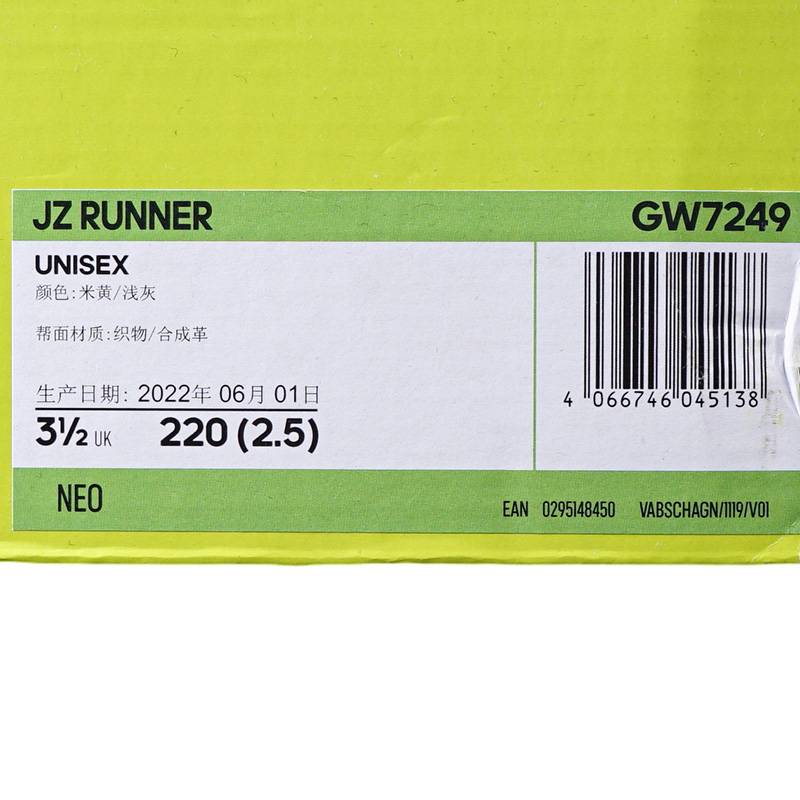 JZ RUNNER
GW7249
UNISEX
颜色:米黄/浅灰
帮面材质:织物/合成革
生产日期: 2022年 06月 01日
3½ UK 220 (2.5)
4 066746 045138
NEO
EAN 0295148450 VABSCHAGN/1119/V01